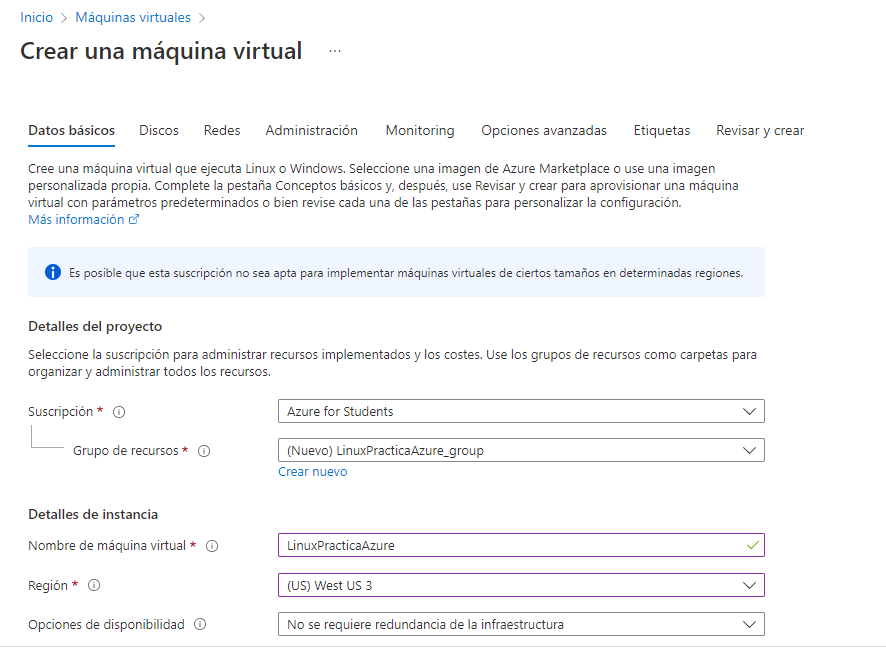 Inicio > Máquinas virtuales >
Crear una máquina virtual ...
Datos básicos Discos Redes Administración Monitoring Opciones avanzadas Etiquetas Revisar y crear
Cree una máquina virtual que ejecuta Linux o Windows. Seleccione una imagen de Azure Marketplace o use una imagen
personalizada propia. Complete la pestaña Conceptos básicos y, después, use Revisar y crear para aprovisionar una máquina
virtual con parámetros predeterminados o bien revise cada una de las pestañas para personalizar la configuración.
Más información
Es posible que esta suscripción no sea apta para implementar máquinas virtuales de ciertos tamaños en determinadas regiones.
Detalles del proyecto
Seleccione la suscripción para administrar recursos implementados y los costes. Use los grupos de recursos como carpetas para
organizar y administrar todos los recursos.
Suscripción * Azure for Students
Grupo de recursos * (Nuevo) LinuxPracticaAzure_group
Crear nuevo
Detalles de instancia
Nombre de máquina virtual * LinuxPracticaAzure
Región * (US) West US 3
Opciones de disponibilidad No se requiere redundancia de la infraestructura